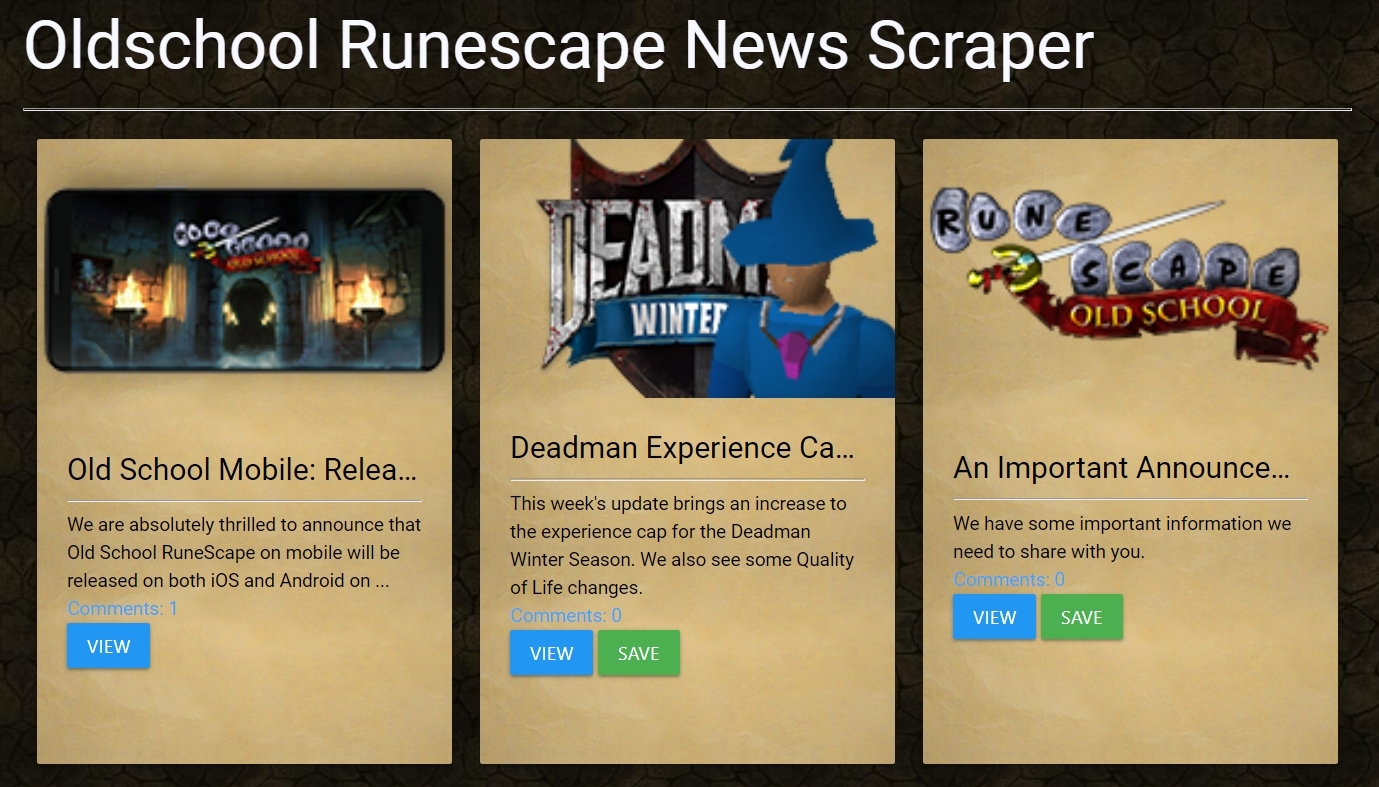 Oldschool Runescape News Scraper
OLD SCHOOL
Old School Mobile: Relea...
We are absolutely thrilled to announce that
Old School RuneScape on mobile will be
released on both iOS and Android on ...
Comments: 1
VIEW
DEADM
WINTER
Deadman Experience Ca...
This week's update brings an increase to
the experience cap for the Deadman
Winter Season. We also see some Quality
of Life changes.
Comments: 0
VIEW SAVE
RUNE
SCAPE
OLD SCHOOL
An Important Announce...
We have some important information we
need to share with you.
Comments: 0
VIEW SAVE